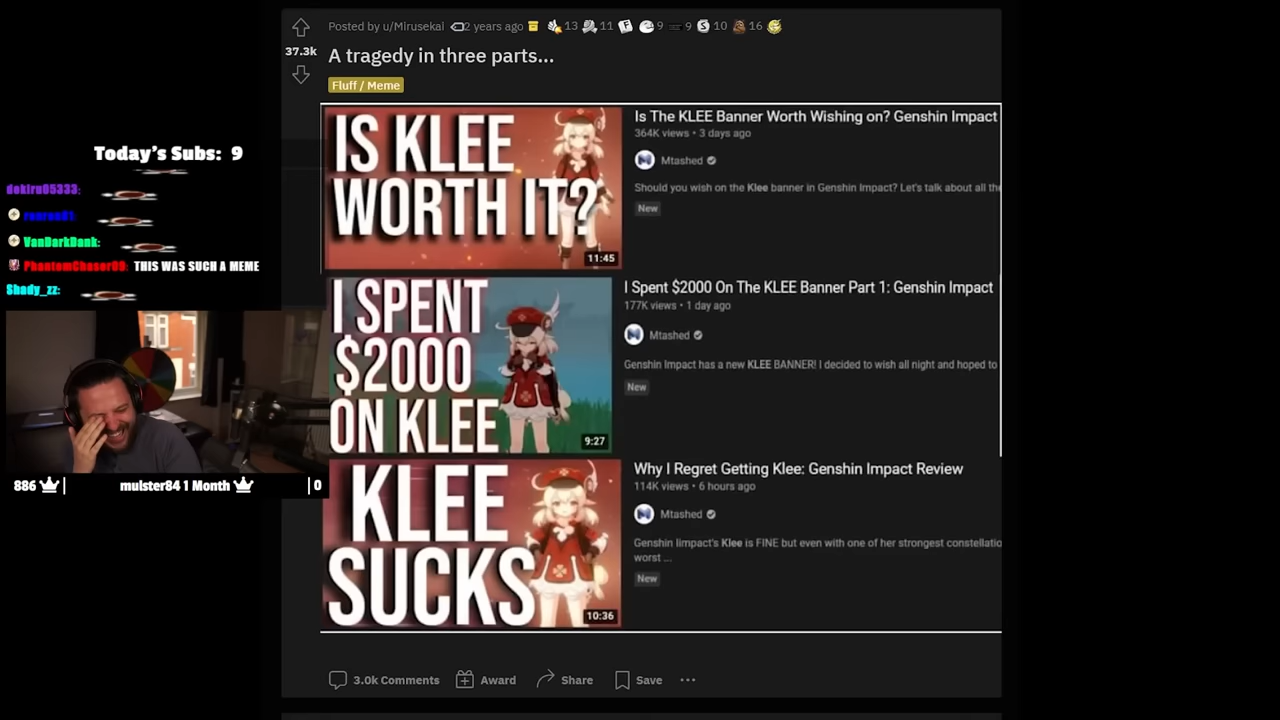 Posted by u/Mirusekai 2 years ago 13 11 9 9 10 16
37.3k
A tragedy in three parts...
Fluff / Meme
Today's Subs: 9
dokiru05333:
VanDarkDank:
PhantomChaser09: THIS WAS SUCH A MEME
Shady_zz:
886
mulster84 1 Month
0
IS KLEE
WORTH IT?
11:45
Is The KLEE Banner Worth Wishing on? Genshin Impact
364K views • 3 days ago
Mtashed
Should you wish on the Klee banner in Genshin Impact? Let's talk about all the
New
I SPENT
$2000
ON KLEE
9:27
I Spent $2000 On The KLEE Banner Part 1: Genshin Impact
177K views • 1 day ago
Mtashed
Genshin Impact has a new KLEE BANNER! I decided to wish all night and hoped to
New
KLEE
SUCKS
10:36
Why I Regret Getting Klee: Genshin Impact Review
114K views • 6 hours ago
Mtashed
Genshin Iimpact's Klee is FINE but even with one of her strongest constellatio
worst ...
New
3.0k Comments
Award
Share
Save